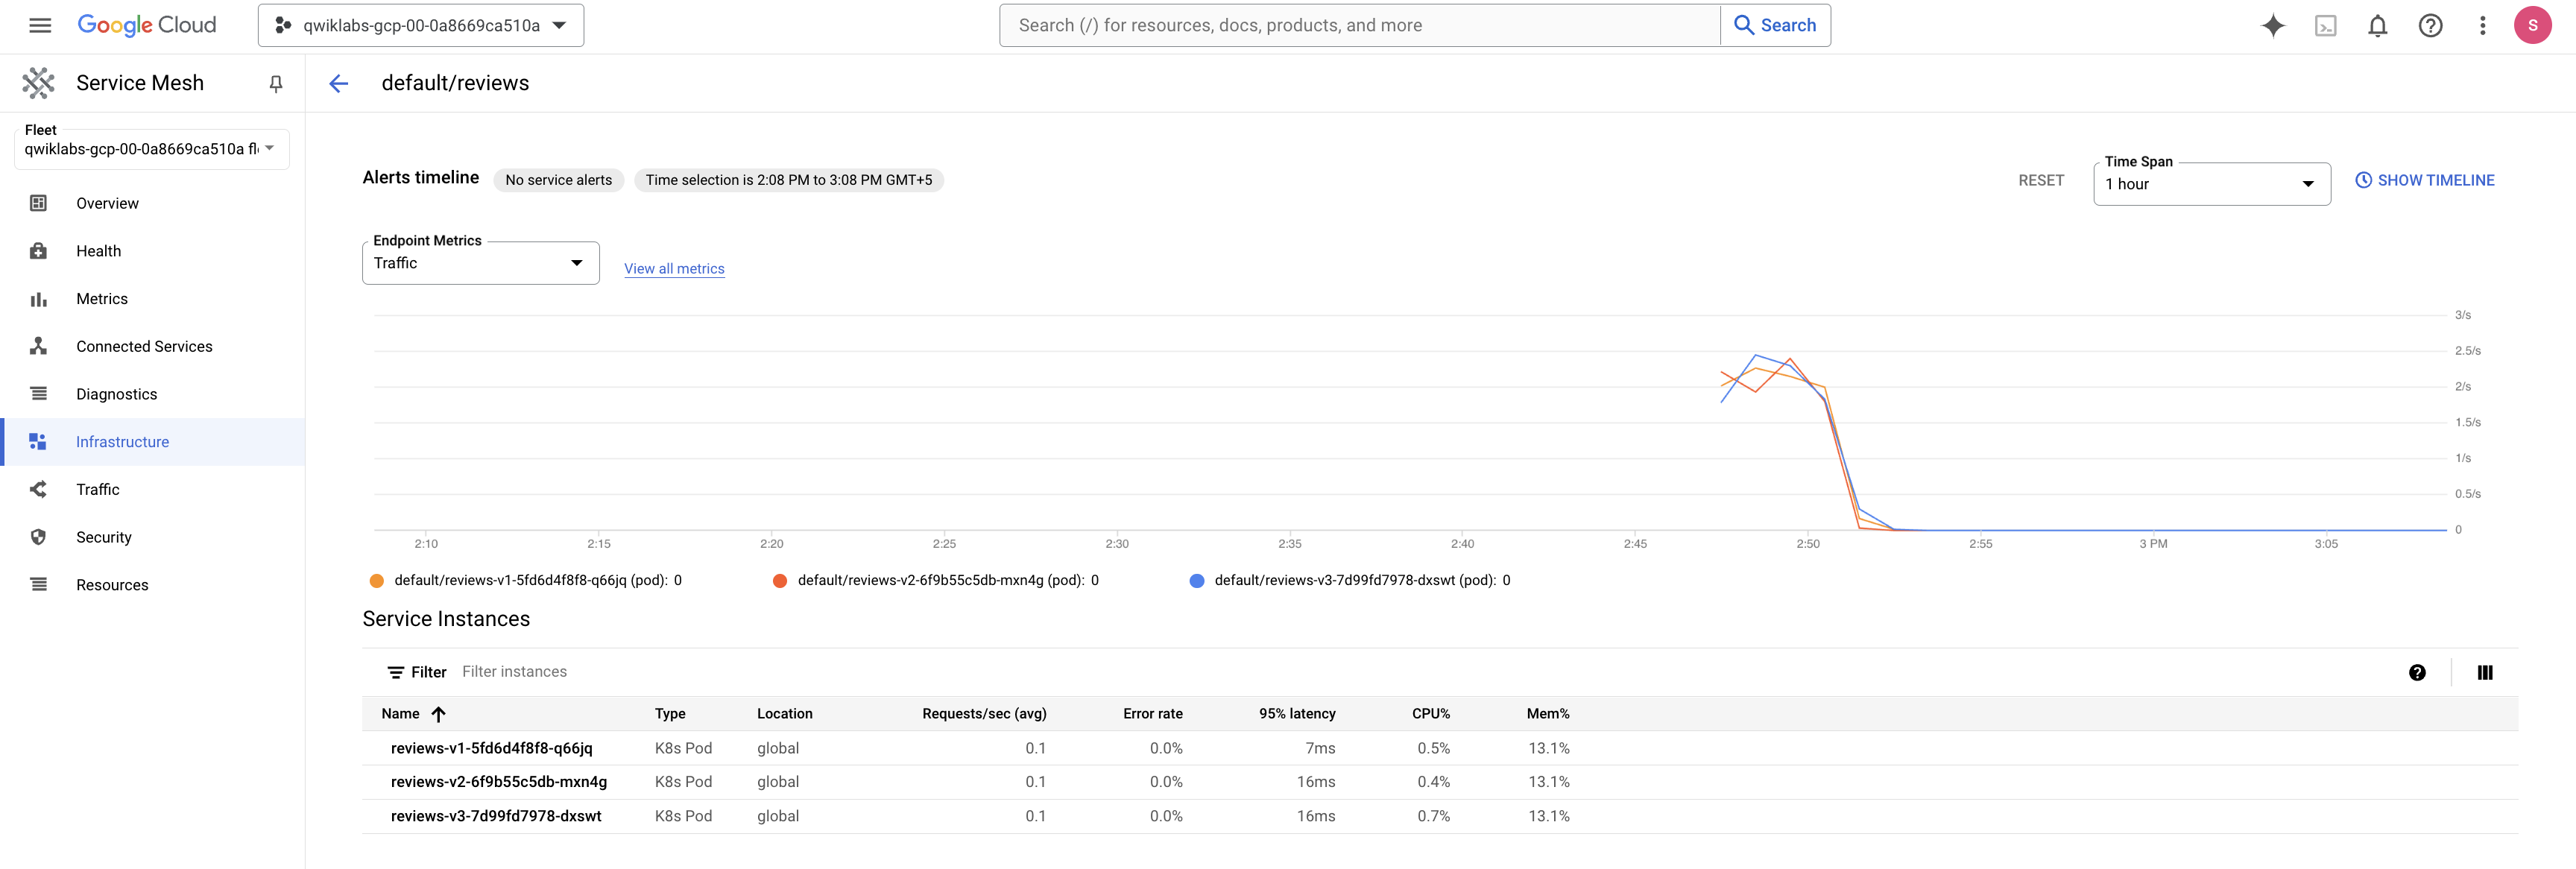 Google Cloud
qwiklabs-gcp-00-0a8669ca510a
Search (/) for resources, docs, products, and more
Search
S
Service Mesh
default/reviews
Fleet
qwiklabs-gcp-00-0a8669ca510a fl
Overview
Health
Metrics
Connected Services
Diagnostics
Infrastructure
Traffic
Security
Resources
Alerts timeline No service alerts Time selection is 2:08 PM to 3:08 PM GMT+5
RESET
Time Span
1 hour
SHOW TIMELINE
Endpoint Metrics
Traffic
View all metrics
3/s
2.5/s
2/s
1.5/s
1/s
0.5/s
0
2:10 2:15 2:20 2:25 2:30 2:35 2:40 2:45 2:50 2:55 3 PM 3:05
default/reviews-v1-5fd6d4f8f8-q66jq (pod): 0 default/reviews-v2-6f9b55c5db-mxn4g (pod): 0 default/reviews-v3-7d99fd7978-dxswt (pod): 0
Service Instances
Filter Filter instances
Name Type Location Requests/sec (avg) Error rate 95% latency CPU% Mem%
reviews-v1-5fd6d4f8f8-q66jq K8s Pod global 0.1 0.0% 7ms 0.5% 13.1%
reviews-v2-6f9b55c5db-mxn4g K8s Pod global 0.1 0.0% 16ms 0.4% 13.1%
reviews-v3-7d99fd7978-dxswt K8s Pod global 0.1 0.0% 16ms 0.7% 13.1%